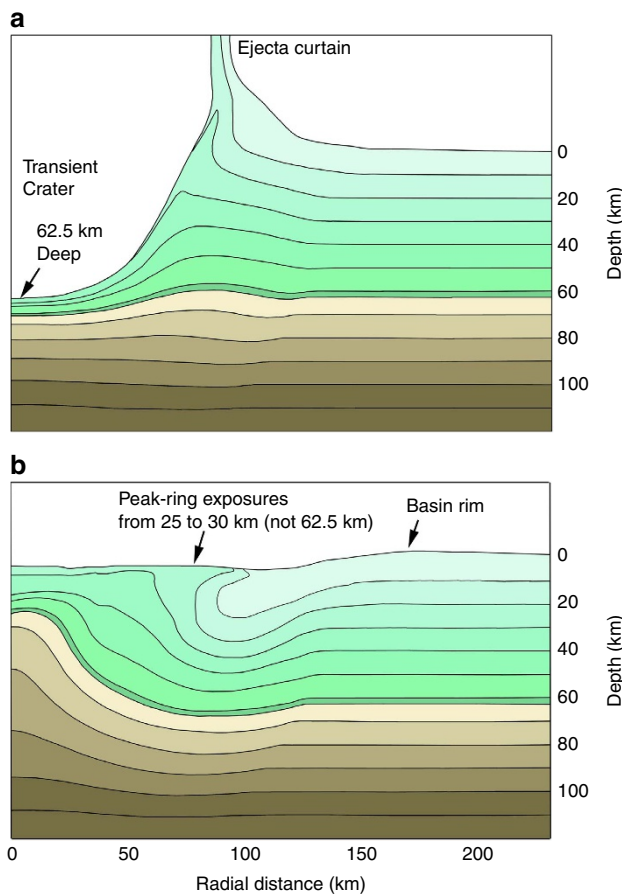 a
Ejecta curtain
Transient
Crater
62.5 km
Deep
0
20
40
60
80
100
Depth (km)
b
Peak-ring exposures
from 25 to 30 km (not 62.5 km)
Basin rim
0
20
40
60
80
100
Depth (km)
0 50 100 150 200
Radial distance (km)